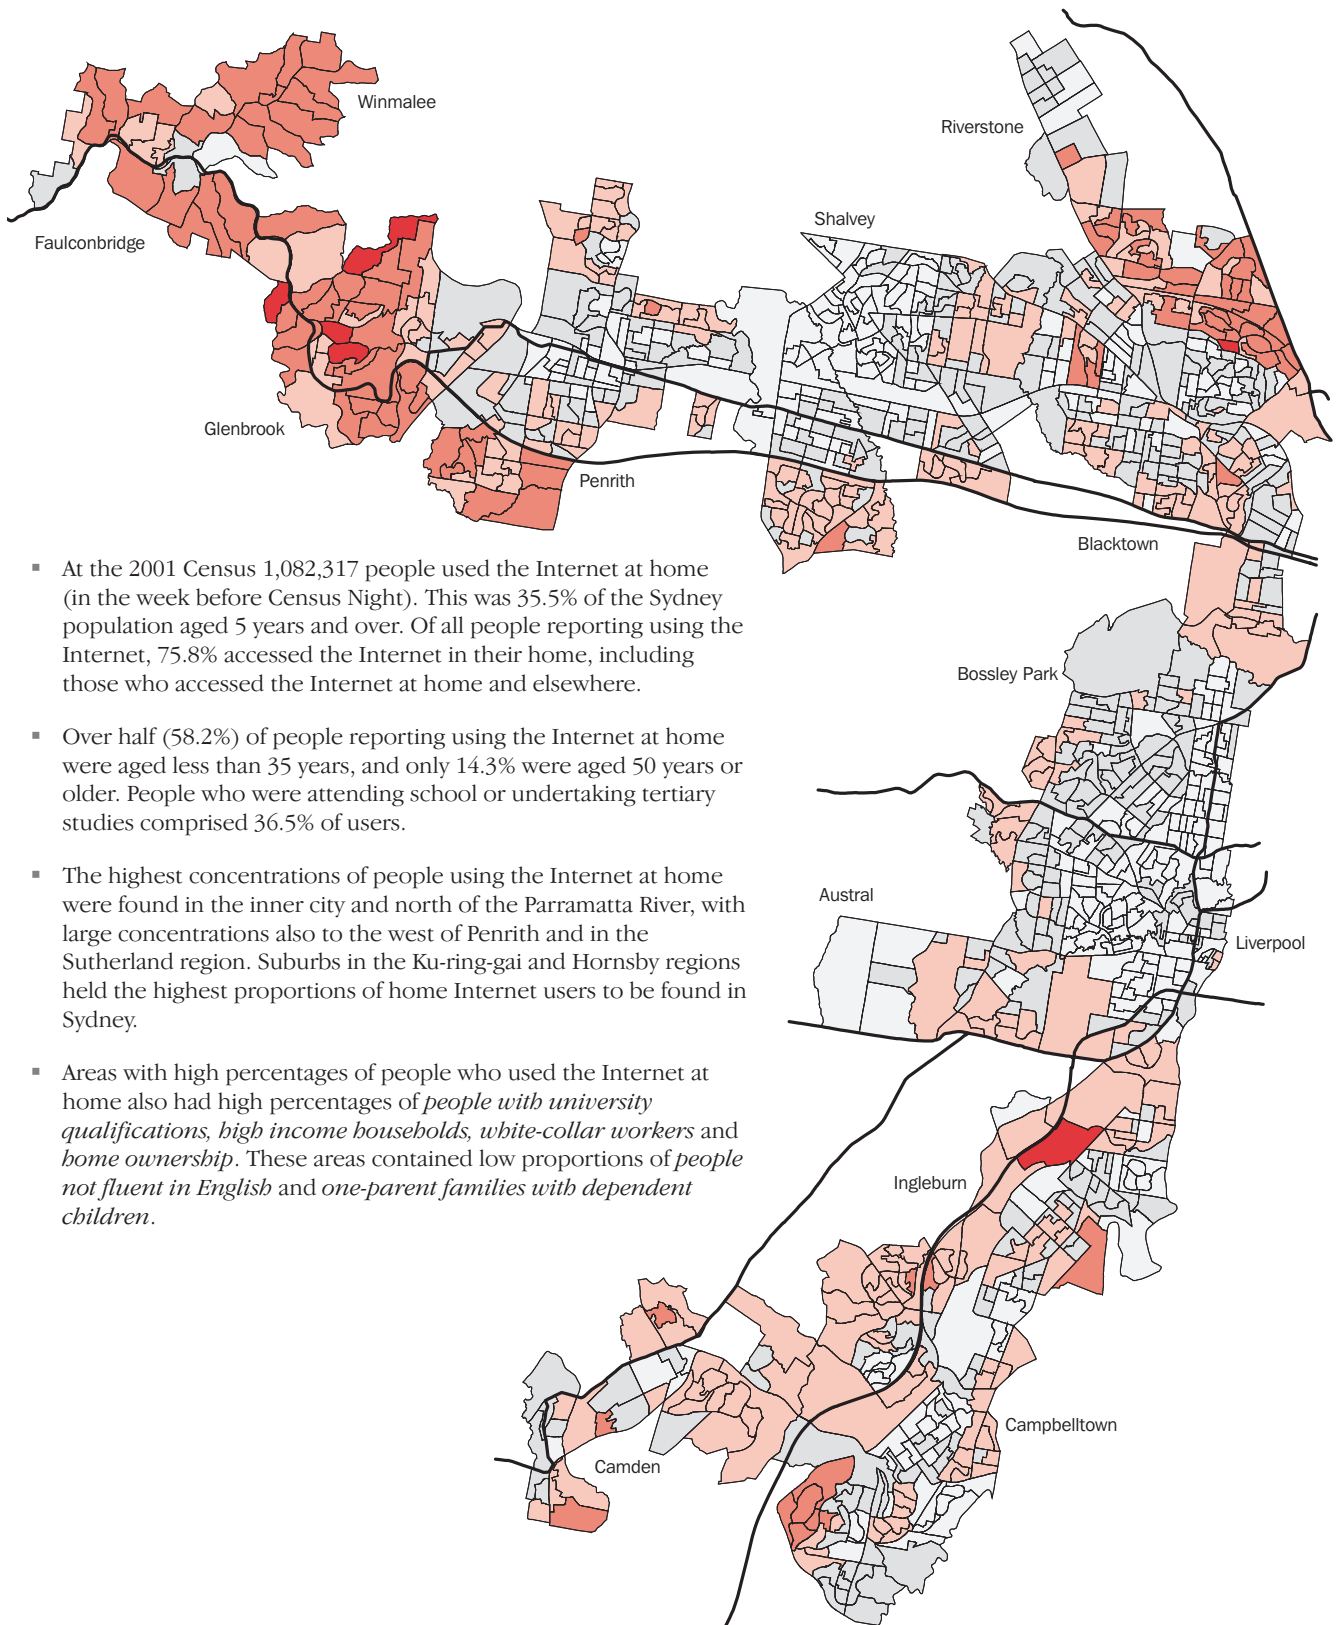 Winmalee
Riverstone
Shalvey
Faulconbridge
Glenbrook
Penrith
Blacktown
▪ At the 2001 Census 1,082,317 people used the Internet at home
(in the week before Census Night). This was 35.5% of the Sydney
population aged 5 years and over. Of all people reporting using the
Internet, 75.8% accessed the Internet in their home, including
those who accessed the Internet at home and elsewhere.
▪ Over half (58.2%) of people reporting using the Internet at home
were aged less than 35 years, and only 14.3% were aged 50 years or
older. People who were attending school or undertaking tertiary
studies comprised 36.5% of users.
▪ The highest concentrations of people using the Internet at home
were found in the inner city and north of the Parramatta River, with
large concentrations also to the west of Penrith and in the
Sutherland region. Suburbs in the Ku-ring-gai and Hornsby regions
held the highest proportions of home Internet users to be found in
Sydney.
▪ Areas with high percentages of people who used the Internet at
home also had high percentages of people with university
qualifications, high income households, white-collar workers and
home ownership. These areas contained low proportions of people
not fluent in English and one-parent families with dependent
children.
Bossley Park
Austral
Liverpool
Ingleburn
Campbelltown
Camden